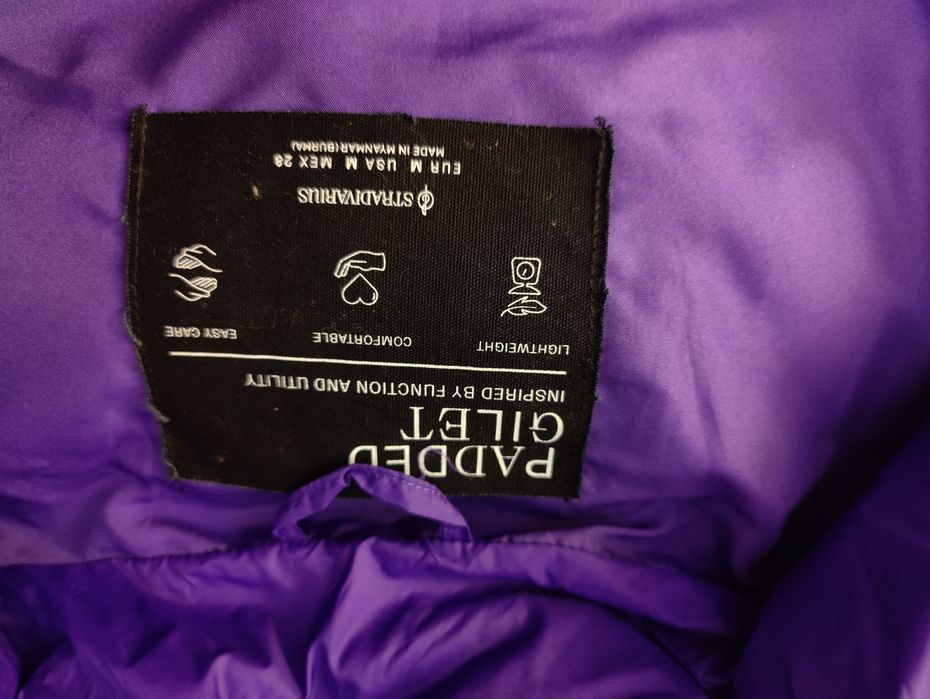 PADDED
GILET
INSPIRED BY FUNCTION AND UTILITY
LIGHTWEIGHT COMFORTABLE EASY CARE
STRADIVARIUS
EUR M USA M MEX 28
MADE IN MYANMAR (BURMA)